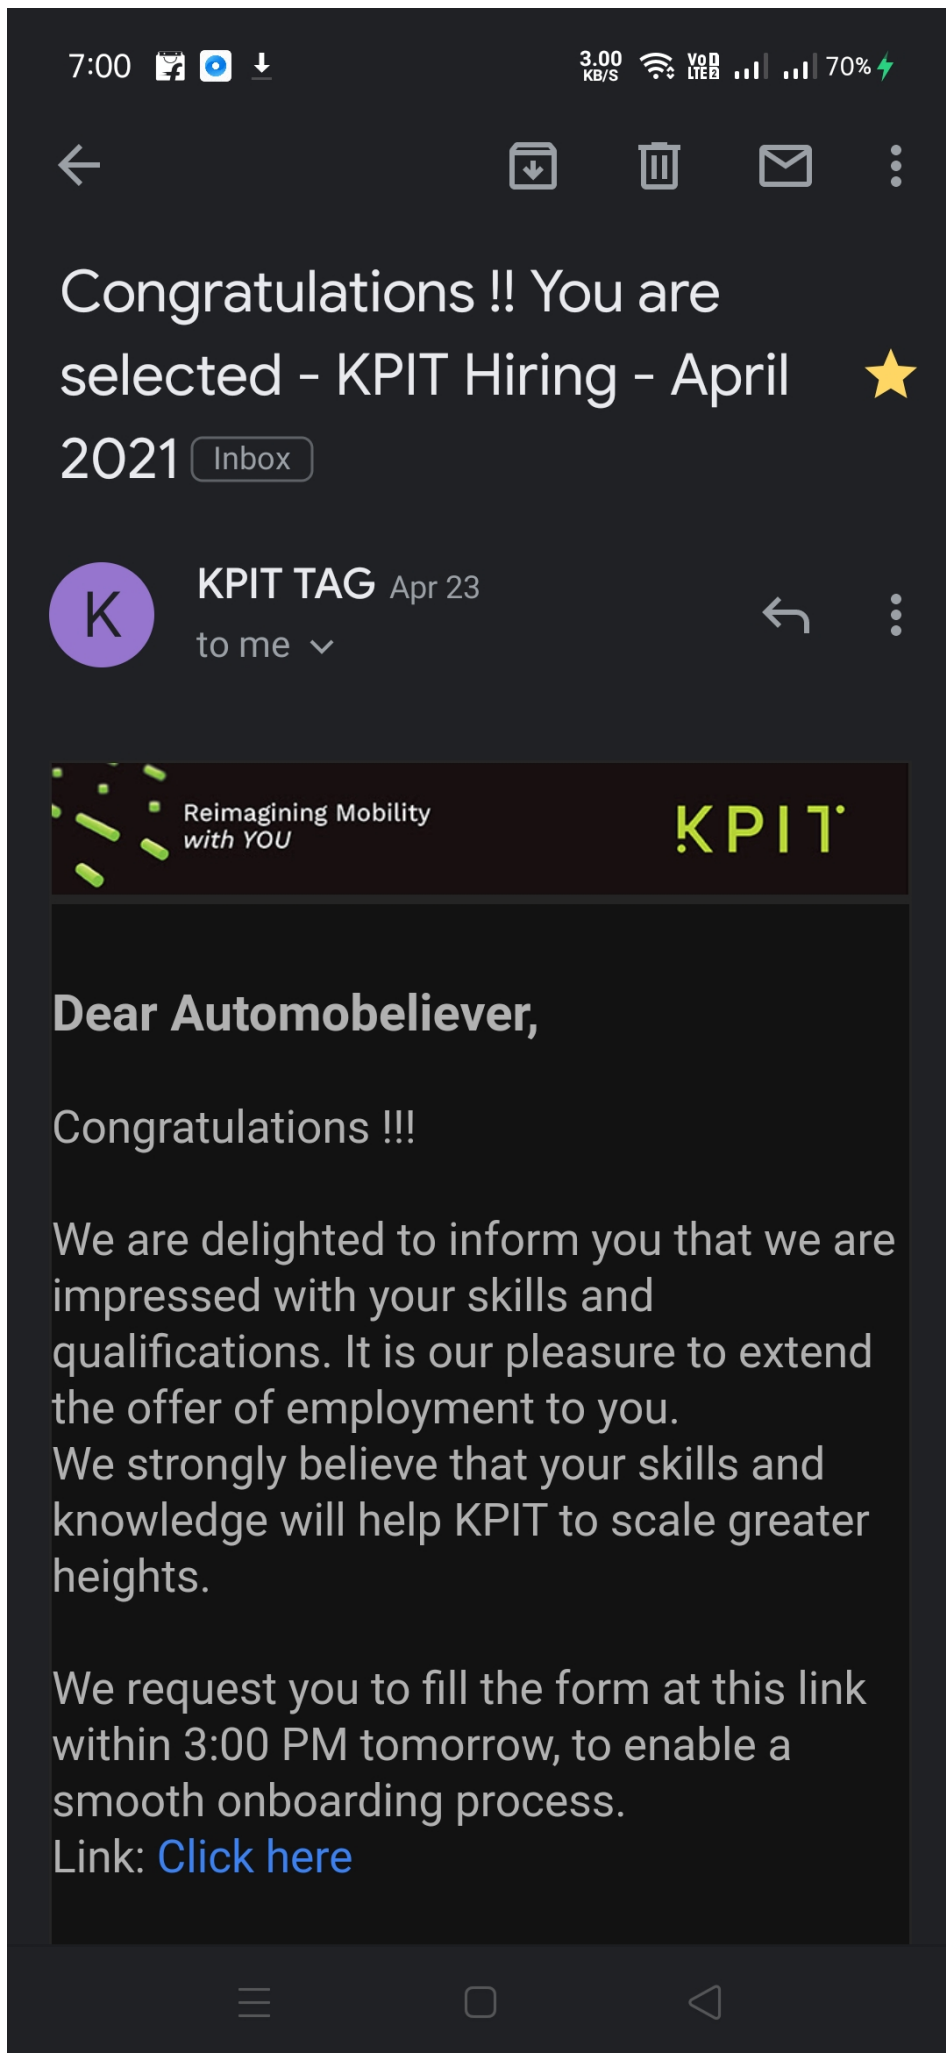 7:00
3.00 KB/S
VoD LTE2
70%
Congratulations !! You are
selected - KPIT Hiring - April
2021 Inbox
K
KPIT TAG Apr 23
to me
Reimagining Mobility
with YOU
KPIT
Dear Automobeliever,
Congratulations !!!
We are delighted to inform you that we are
impressed with your skills and
qualifications. It is our pleasure to extend
the offer of employment to you.
We strongly believe that your skills and
knowledge will help KPIT to scale greater
heights.
We request you to fill the form at this link
within 3:00 PM tomorrow, to enable a
smooth onboarding process.
Link: Click here